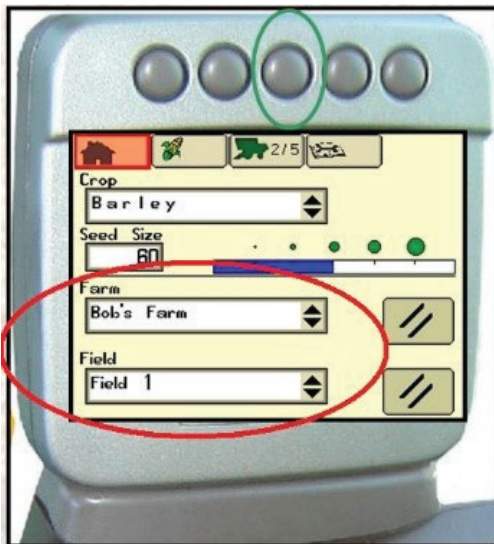 2/5
Crop
Barley
Seed Size
60
Farm
Bob's Farm
Field
Field 1